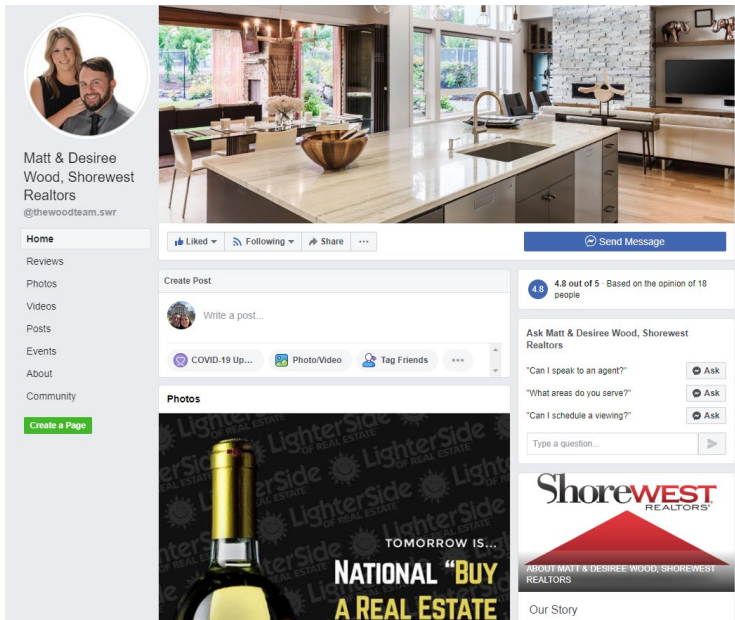 Matt & Desiree
Wood, Shorewest
Realtors
@thewoodteam.swr
Home
Reviews
Photos
Videos
Posts
Events
About
Community
Create a Page
Liked
Following
Share
Send Message
Create Post
Write a post...
COVID-19 Up...
Photo/Video
Tag Friends
Photos
LighterSide
OF REAL ESTATE
TOMORROW IS...
NATIONAL "BUY
A REAL ESTATE
4.8
4.8 out of 5 · Based on the opinion of 18
people
Ask Matt & Desiree Wood, Shorewest
Realtors
"Can I speak to an agent?"
Ask
"What areas do you serve?"
Ask
"Can I schedule a viewing?"
Ask
Type a question...
ShoreWEST
REALTORS
ABOUT MATT & DESIREE WOOD, SHOREWEST
REALTORS
Our Story